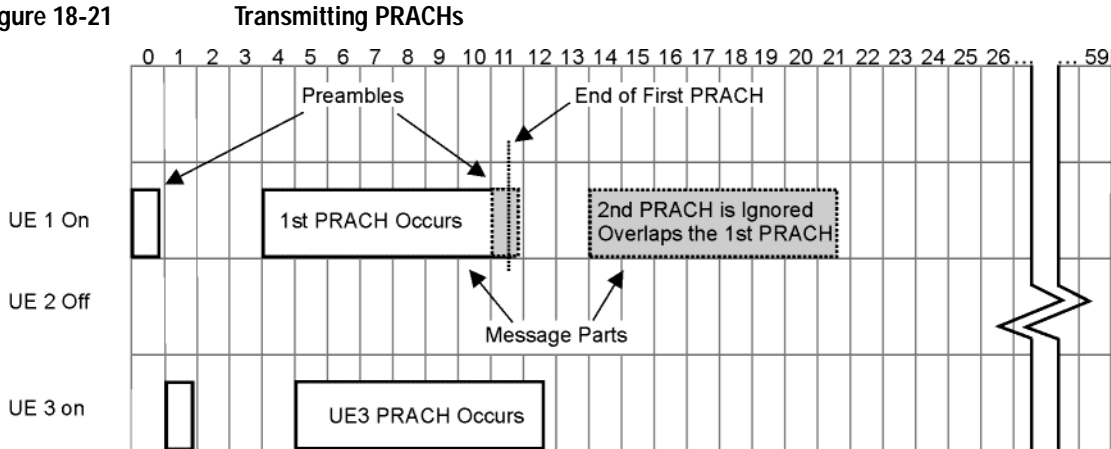 gure 18-21 Transmitting PRACHs
0 1 2 3 4 5 6 7 8 9 10 11 12 13 14 15 16 17 18 19 20 21 22 23 24 25 26 ... ... 59
Preambles
End of First PRACH
UE 1 On
1st PRACH Occurs
2nd PRACH is Ignored
Overlaps the 1st PRACH
UE 2 Off
Message Parts
UE 3 on
UE3 PRACH Occurs